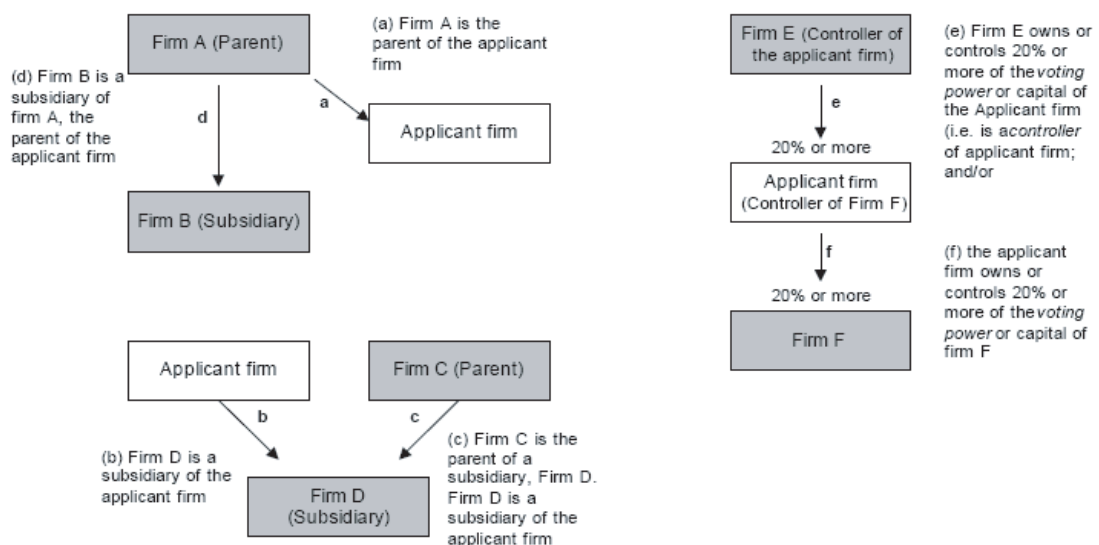 Firm A (Parent)
(a) Firm A is the
parent of the applicant
firm
(d) Firm B is a
subsidiary of
firm A, the
parent of the
applicant firm
d
a
Applicant firm
Firm B (Subsidiary)
Applicant firm
Firm C (Parent)
b
c
(b) Firm D is a
subsidiary of the
applicant firm
(c) Firm C is the
parent of a
subsidiary, Firm D.
Firm D is a
subsidiary of the
applicant firm
Firm D
(Subsidiary)
Firm E (Controller of
the applicant firm)
(e) Firm E owns or
controls 20% or
more of the voting
power or capital of
the Applicant firm
(i.e. is a controller
of applicant firm;
and/or
e
20% or more
Applicant firm
(Controller of Firm F)
f
(f) the applicant
firm owns or
controls 20% or
more of the voting
power or capital of
firm F
20% or more
Firm F